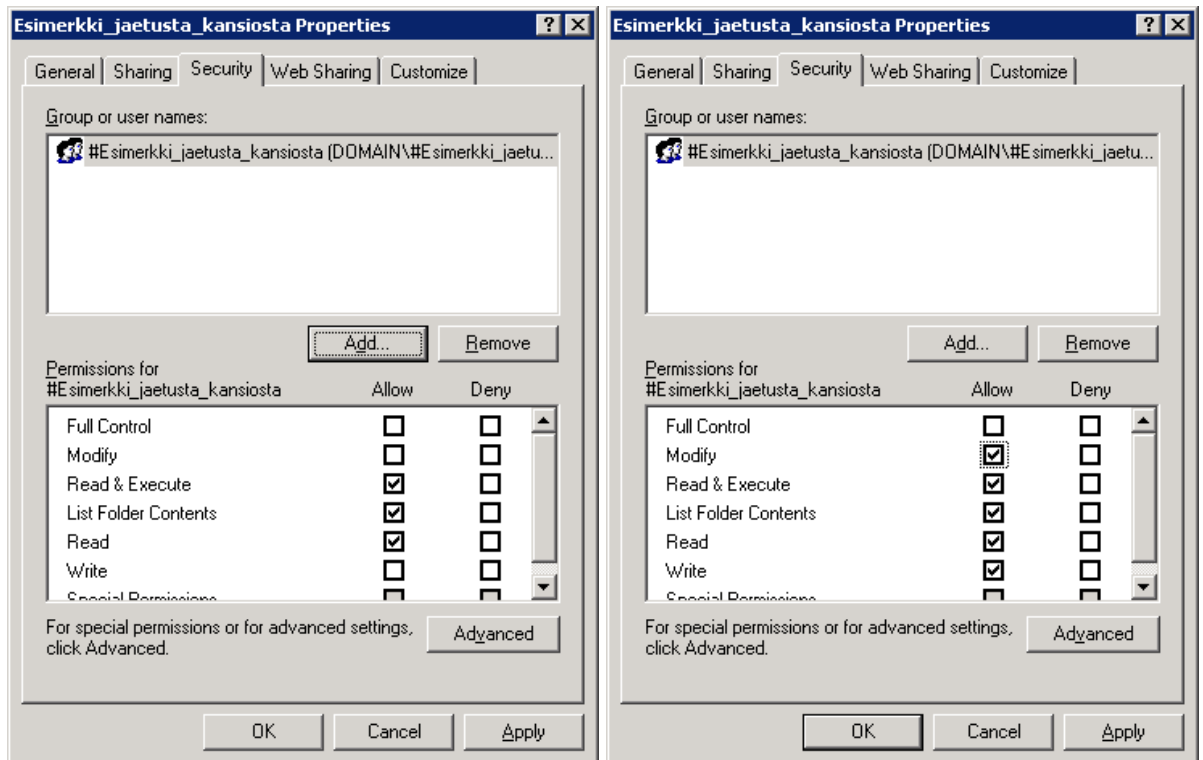 Esimerkki_jaetusta_kansiosta Properties
General Sharing Security Web Sharing Customize
Group or user names:
#Esimerkki_jaetusta_kansiosta (DOMAIN\#Esimerkki_jaetu...
Add... Remove
Permissions for
#Esimerkki_jaetusta_kansiosta Allow Deny
Full Control
Modify
Read & Execute
List Folder Contents
Read
Write
Special Permissions
For special permissions or for advanced settings,
click Advanced.
Advanced
OK Cancel Apply
Esimerkki_jaetusta_kansiosta Properties
General Sharing Security Web Sharing Customize
Group or user names:
#Esimerkki_jaetusta_kansiosta (DOMAIN\#Esimerkki_jaetu...
Add... Remove
Permissions for
#Esimerkki_jaetusta_kansiosta Allow Deny
Full Control
Modify
Read & Execute
List Folder Contents
Read
Write
Special Permissions
For special permissions or for advanced settings,
click Advanced.
Advanced
OK Cancel Apply